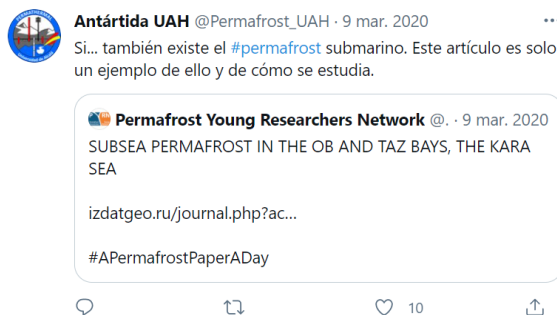 Antártida UAH @Permafrost_UAH · 9 mar. 2020
Si... también existe el #permafrost submarino. Este artículo es solo
un ejemplo de ello y de cómo se estudia.
Permafrost Young Researchers Network @. · 9 mar. 2020
SUBSEA PERMAFROST IN THE OB AND TAZ BAYS, THE KARA
SEA
izdatgeo.ru/journal.php?ac...
#APermafrostPaperADay
10